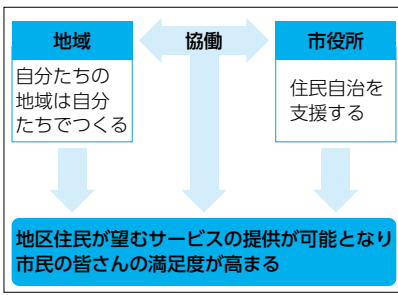 地域
協働
市役所
自分たちの
地域は自分
たちでつくる
住民自治を
支援する
地区住民が望むサービスの提供が可能となり
市民の皆さんの満足度が高まる